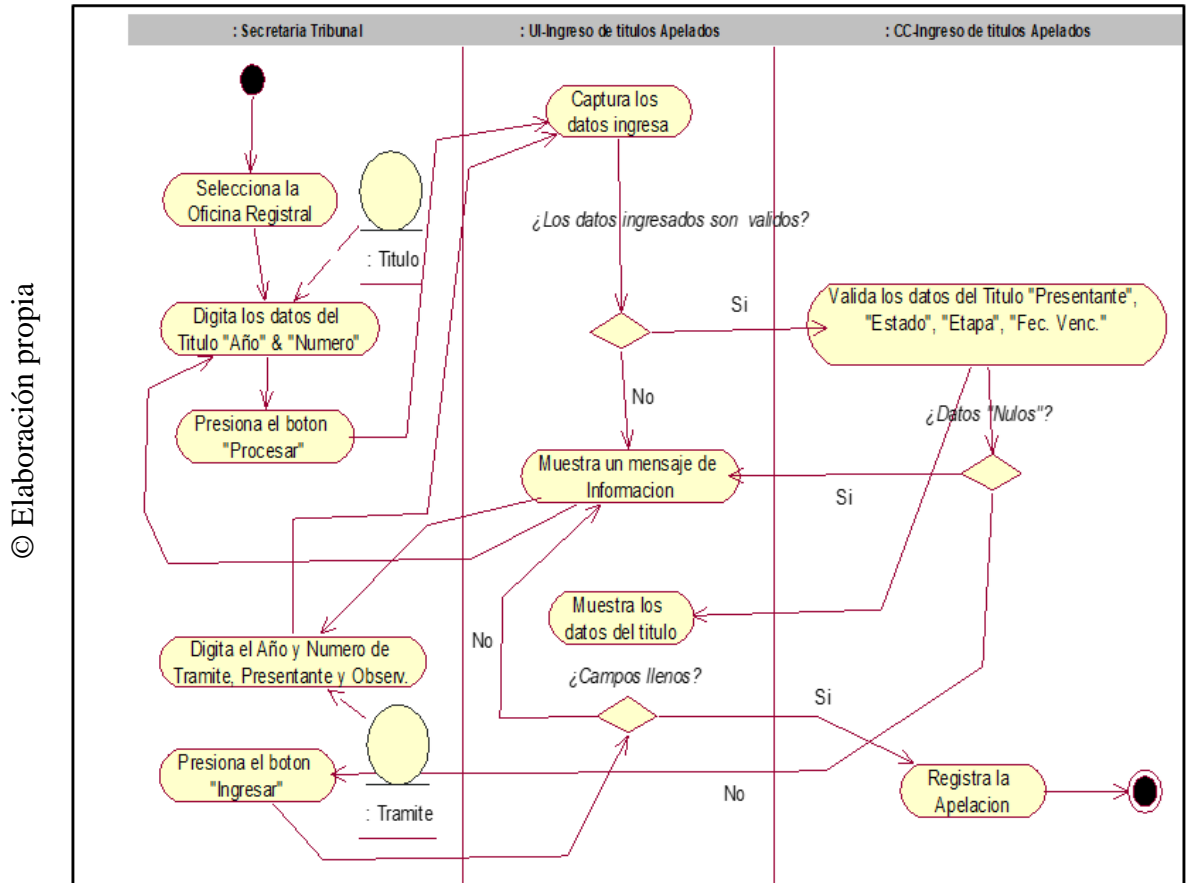 : Secretaria Tribunal
: UI-Ingreso de titulos Apelados
: CC-Ingreso de titulos Apelados
Captura los
datos ingresa
Selecciona la
Oficina Registral
¿Los datos ingresados son validos?
: Titulo
Digita los datos del
Titulo "Año" & "Numero"
Si
Valida los datos del Titulo "Presentante",
"Estado", "Etapa", "Fec. Venc."
No
Presiona el boton
"Procesar"
¿Datos "Nulos"?
Muestra un mensaje de
Informacion
Si
Muestra los
datos del titulo
No
Digita el Año y Numero de
Tramite, Presentante y Observ.
¿Campos llenos?
Si
Presiona el boton
"Ingresar"
: Tramite
No
Registra la
Apelacion
© Elaboración propia